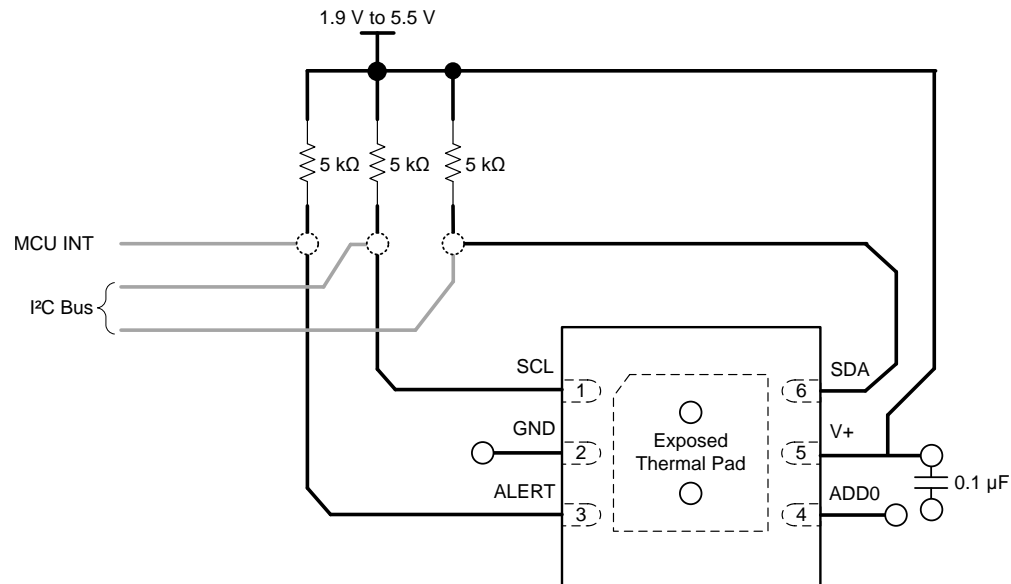 1.9 V to 5.5 V
5 kΩ
5 kΩ
5 kΩ
MCU INT
I²C Bus
SCL
1
SDA
6
GND
2
Exposed
Thermal Pad
V+
5
ALERT
3
ADD0
4
0.1 µF